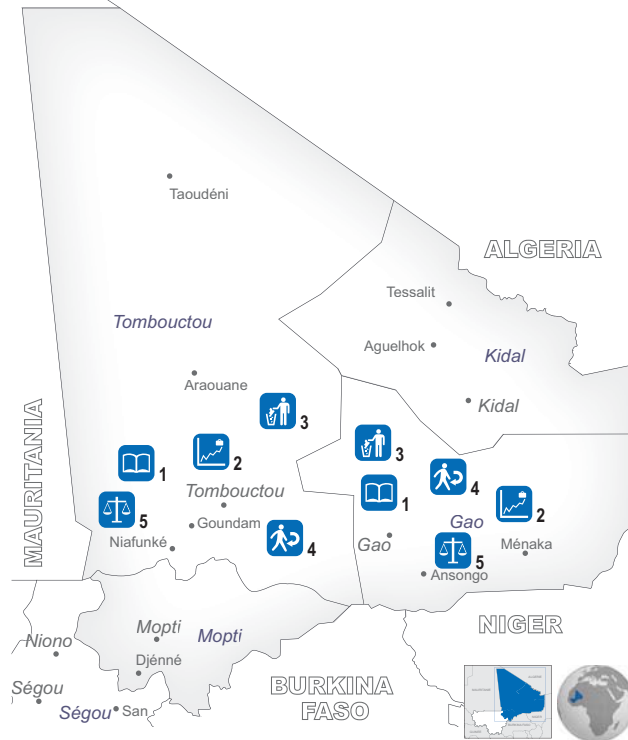 Taoudéni
ALGERIA
Tessalit
Tombouctou
Aguelhok
Kidal
Araouane
Kidal
MAURITANIA
3
3
2
1
4
1
2
Tombouctou
5
Gao
Goundam
Niafunké
4
Gao
5
Ménaka
Ansongo
NIGER
Mopti
Mopti
Niono
Djénné
BURKINA
FASO
Ségou
Ségou
San